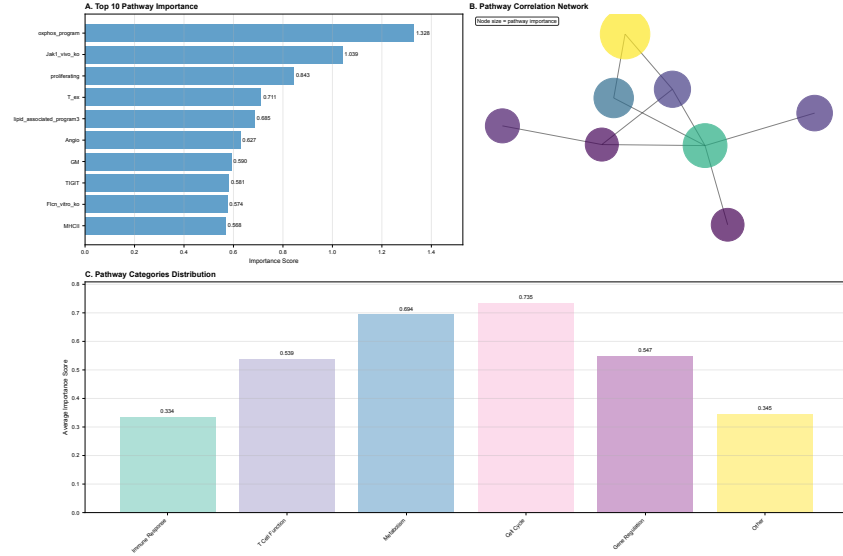 A. Top 10 Pathway Importance
oxphos_program
1.328
Jak1_vivo_ko
1.039
proliferating
0.843
T_ex
0.711
lipid_associated_program3
0.685
Angio
0.627
GM
0.590
TIGIT
0.581
Flcn_vitro_ko
0.574
MHCII
0.568
0.0 0.2 0.4 0.6 0.8 1.0 1.2 1.4
Importance Score
B. Pathway Correlation Network
Node size = pathway importance
C. Pathway Categories Distribution
Average Importance Score
0.8
0.7
0.6
0.5
0.4
0.3
0.2
0.1
0.0
0.334
0.539
0.694
0.735
0.547
0.345
Immune Response
T Cell Function
Metabolism
Cell Cycle
Gene Regulation
Other